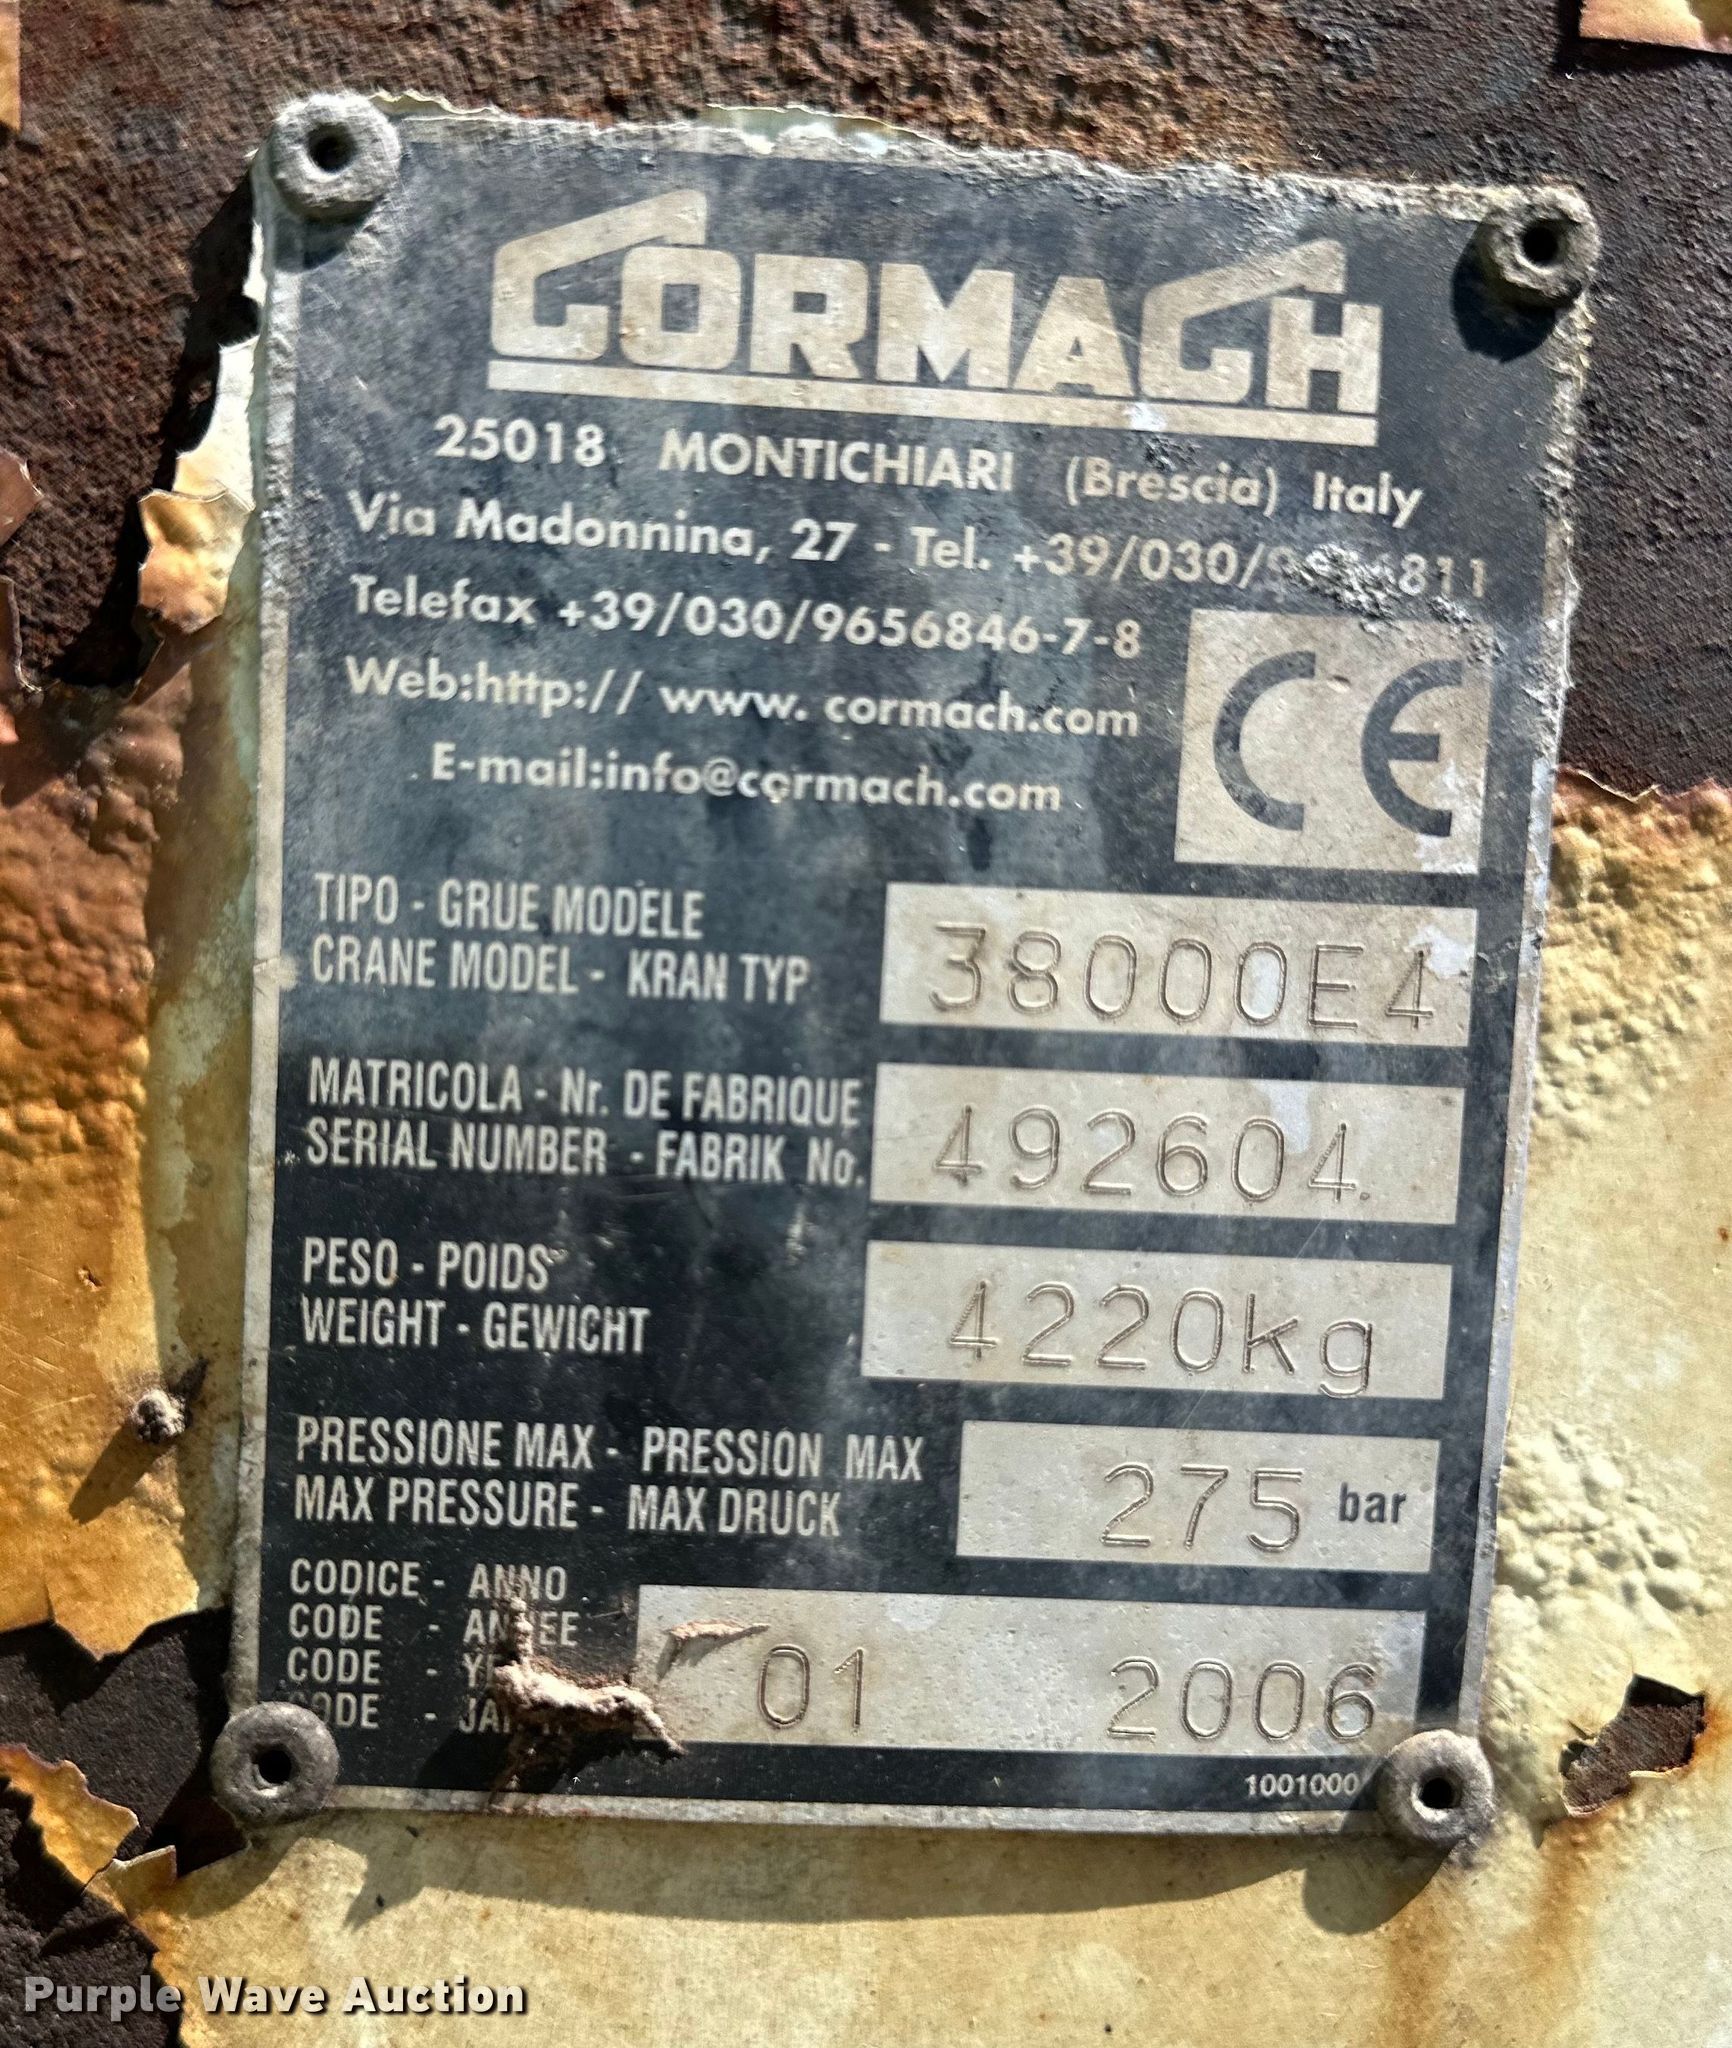 CORMACH
25018 MONTICHIARI (Brescia) Italy
Via Madonnina, 27 - Tel.
Telefax +39/030/9656846-7-8
Web:http:// www. cormach.com
E-mail:info@cormach.com
CE
TIPO - GRUE MODELE
CRANE MODEL - KRAN TYP
38000E4
MATRICOLA - Nr. DE FABRIQUE
SERIAL NUMBER - FABRIK No.
492604
PESO - POIDS
WEIGHT - GEWICHT
4220kg
PRESSIONE MAX - PRESSION MAX
MAX PRESSURE - MAX DRUCK
275 bar
CODICE - ANNO
CODE -
CODE -
-
01 2006
Purple Wave Auction